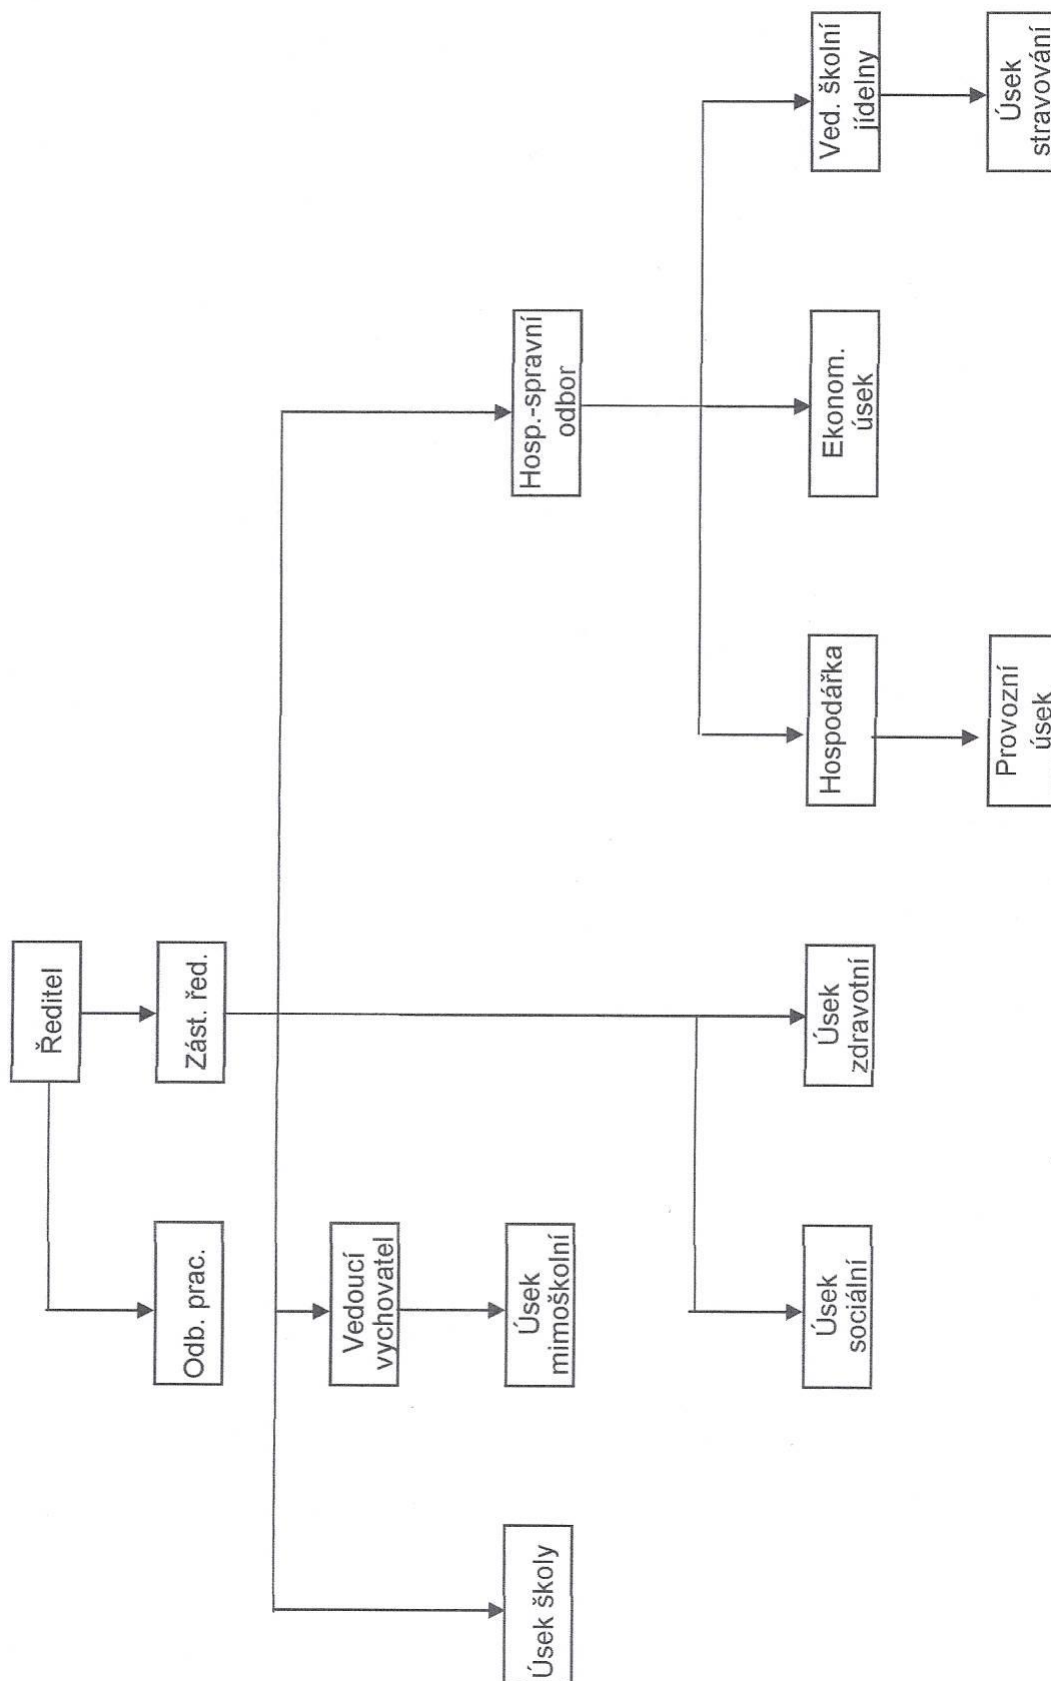 Ředitel
Odb. prac.
Zást. řed.
Vedoucí
vychovatel
Úsek školy
Úsek
mimoškolní
Hosp.-spravní
odbor
Úsek
sociální
Úsek
zdravotní
Hospodářka
Ekonom.
úsek
Ved. školní
jídelny
Provozní
úsek
Úsek
stravování